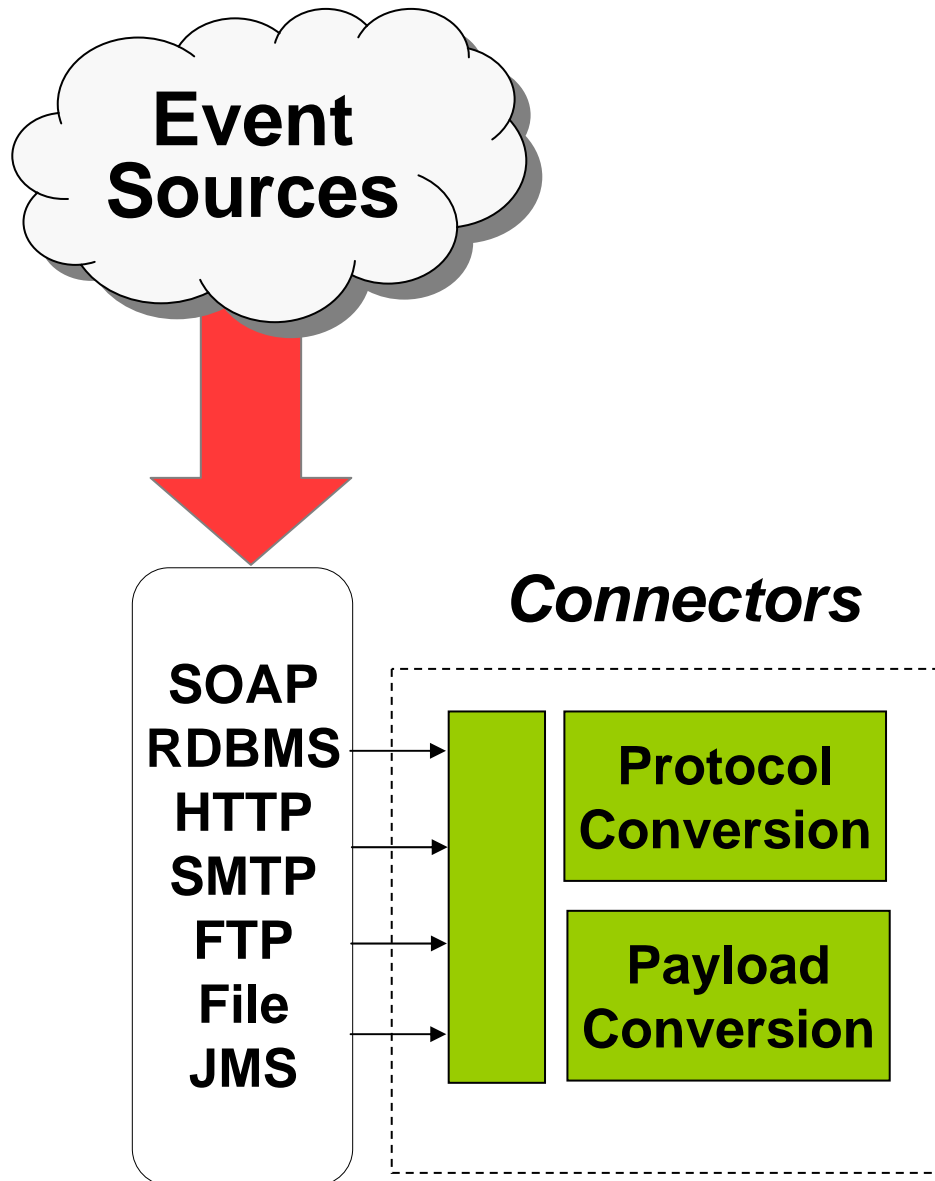 Event
Sources
Connectors
SOAP
RDBMS
HTTP
SMTP
FTP
File
JMS
Protocol
Conversion
Payload
Conversion